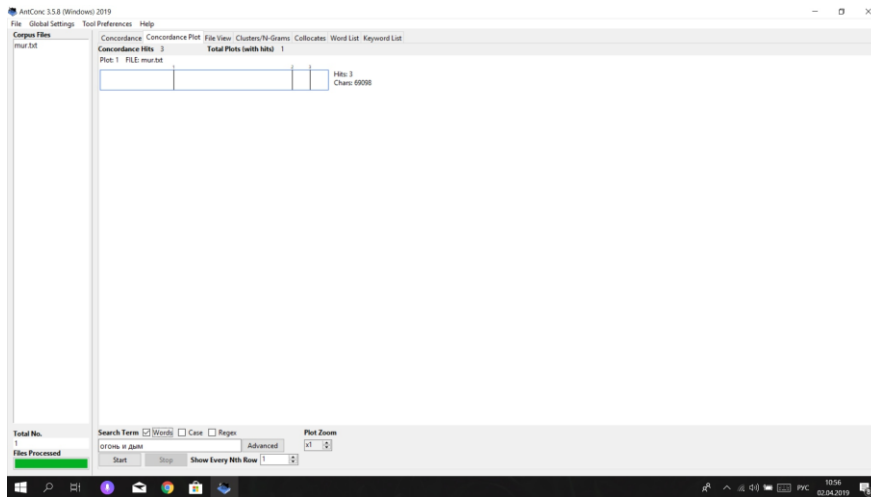 AntConc 3.5.8 (Windows) 2019
File Global Settings Tool Preferences Help
Corpus Files
mur.txt
Concordance Concordance Plot File View Clusters/N-Grams Collocates Word List Keyword List
Concordance Hits 3 Total Plots (with hits) 1
Plot: 1 FILE: mur.txt
Hits: 3
Chars: 69098
Total No.
1
Files Processed
Search Term Words Case Regex Plot Zoom
огонь и дым Advanced x1
Start Stop Show Every Nth Row 1
РУС 10:56
02.04.2019